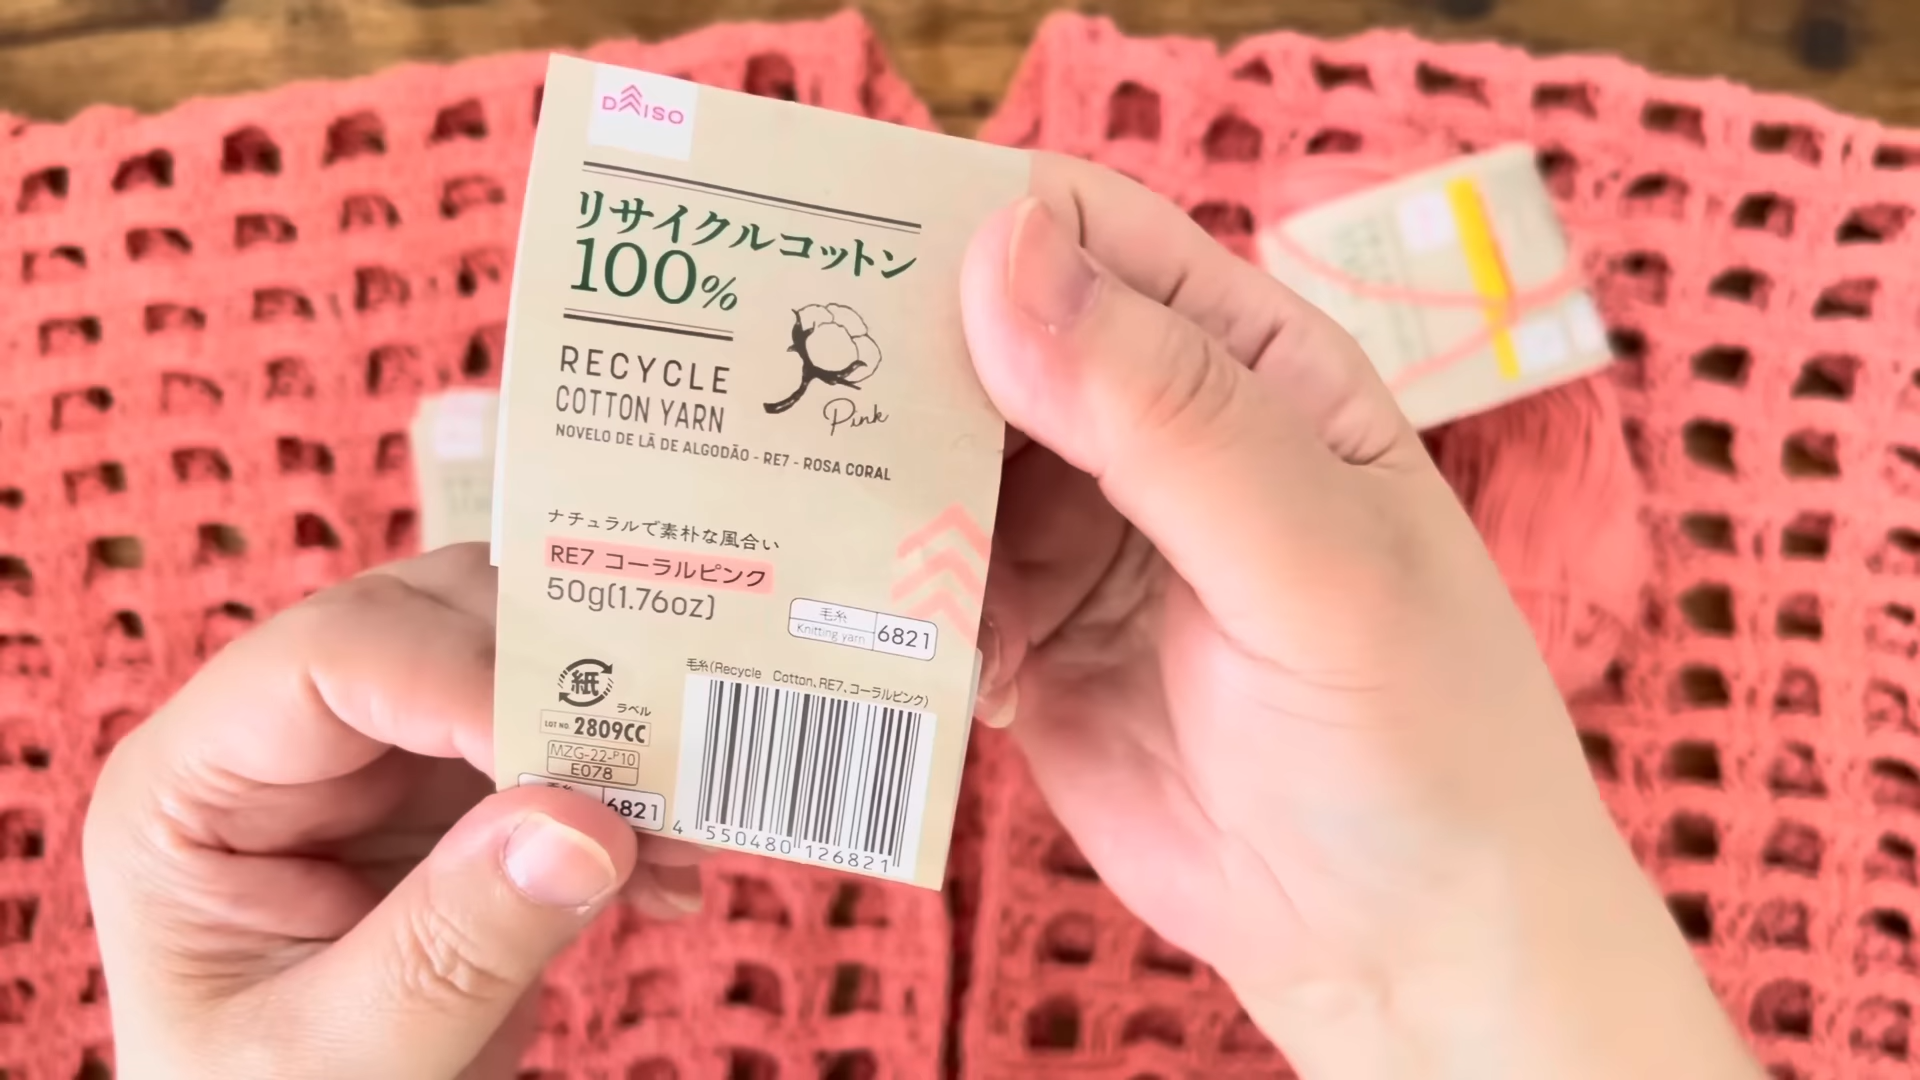 DAISO
リサイクルコットン
100%
RECYCLE
COTTON YARN
Pink
NOVELO DE LÃ DE ALGODÃO - RE7 - ROSA CORAL
ナチュラルで素朴な風合い
RE7 コーラルピンク
50g(1.76oz)
毛糸
Knitting yarn
6821
紙
ラベル
毛糸(Recycle Cotton、RE7、コーラルピンク)
LOT NO. 2809CC
MZG-22-P10
E078
6821
4 550480 126821